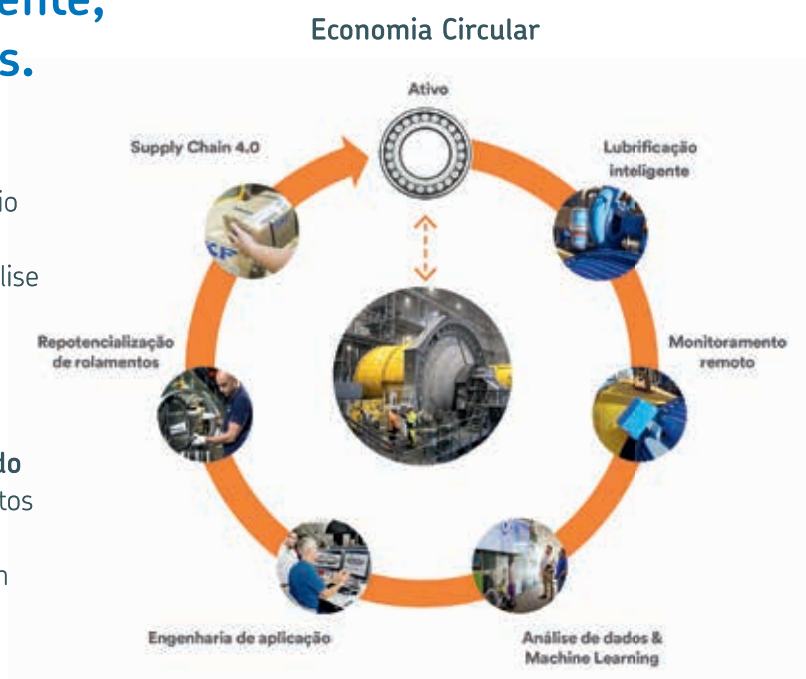 ente,
s.
io
lise
do
tos
n
Economia Circular
Ativo
Lubrificação
inteligente
Monitoramento
remoto
Análise de dados &
Machine Learning
Engenharia de aplicação
Repotencialização
de rolamentos
Supply Chain 4.0